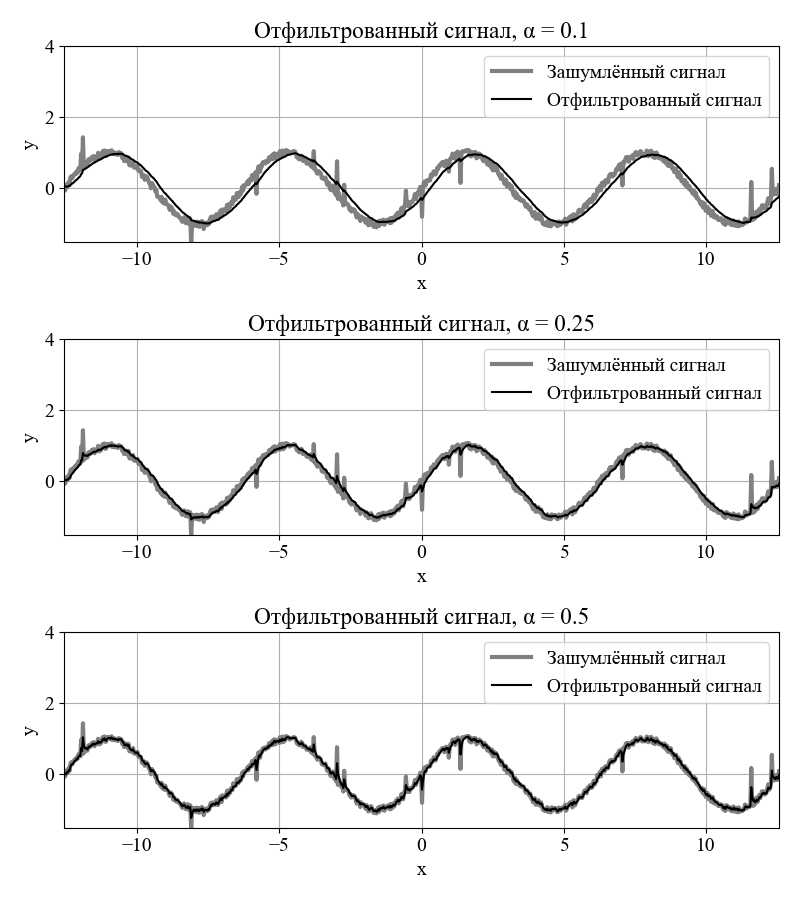 Отфильтрованный сигнал, α = 0.1
4
Зашумлённый сигнал
Отфильтрованный сигнал
2
y
0
−10 −5 0 5 10
x
Отфильтрованный сигнал, α = 0.25
4
Зашумлённый сигнал
Отфильтрованный сигнал
2
y
0
−10 −5 0 5 10
x
Отфильтрованный сигнал, α = 0.5
4
Зашумлённый сигнал
Отфильтрованный сигнал
2
y
0
−10 −5 0 5 10
x